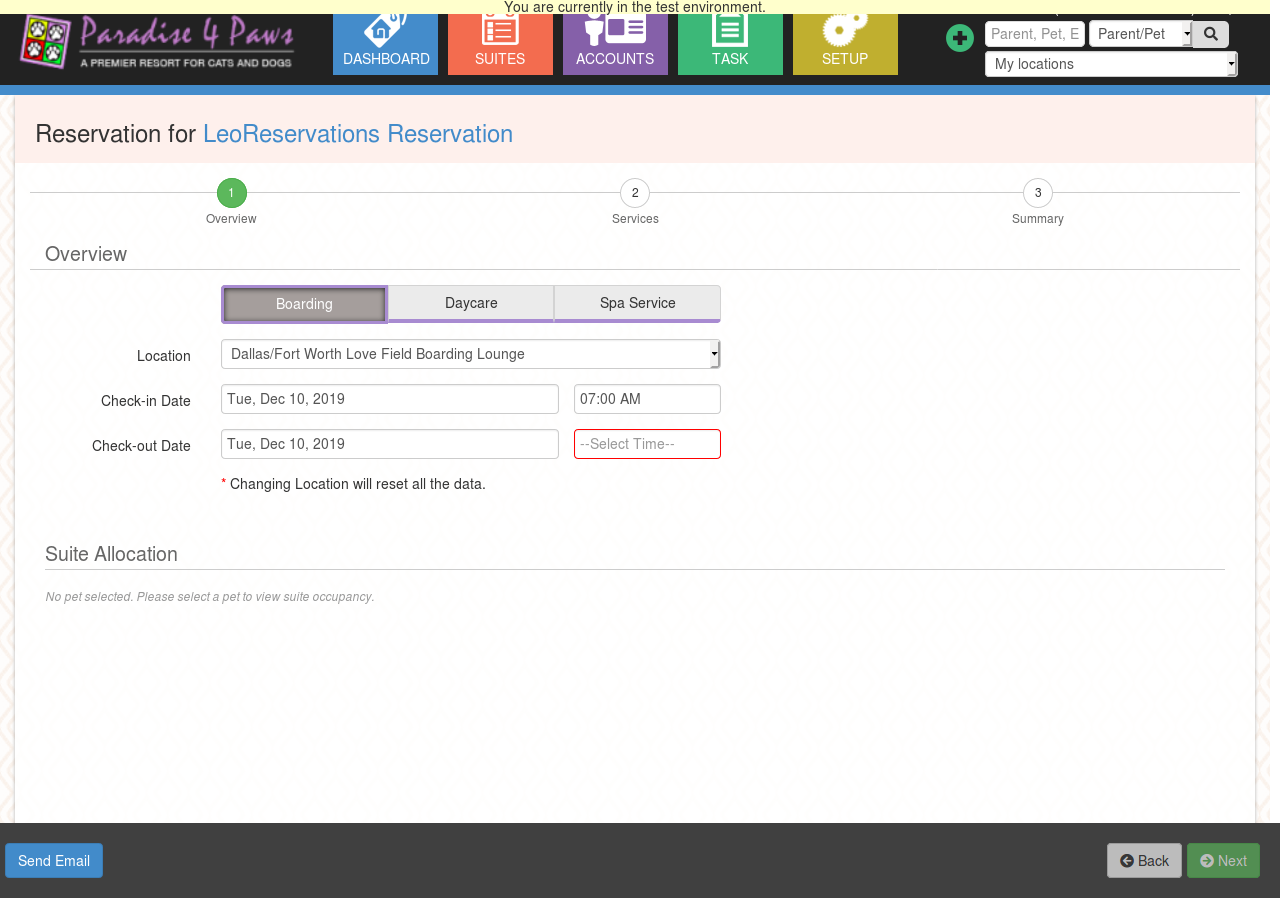 You are currently in the test environment.
Paradise 4 Paws
A PREMIER RESORT FOR CATS AND DOGS
DASHBOARD
SUITES
ACCOUNTS
TASK
SETUP
Parent, Pet, E
Parent/Pet
My locations
Reservation for LeoReservations Reservation
1
2
3
Overview
Services
Summary
Overview
Boarding
Daycare
Spa Service
Location
Dallas/Fort Worth Love Field Boarding Lounge
Check-in Date
Tue, Dec 10, 2019
07:00 AM
Check-out Date
Tue, Dec 10, 2019
--Select Time--
* Changing Location will reset all the data.
Suite Allocation
No pet selected. Please select a pet to view suite occupancy.
Send Email
Back
Next